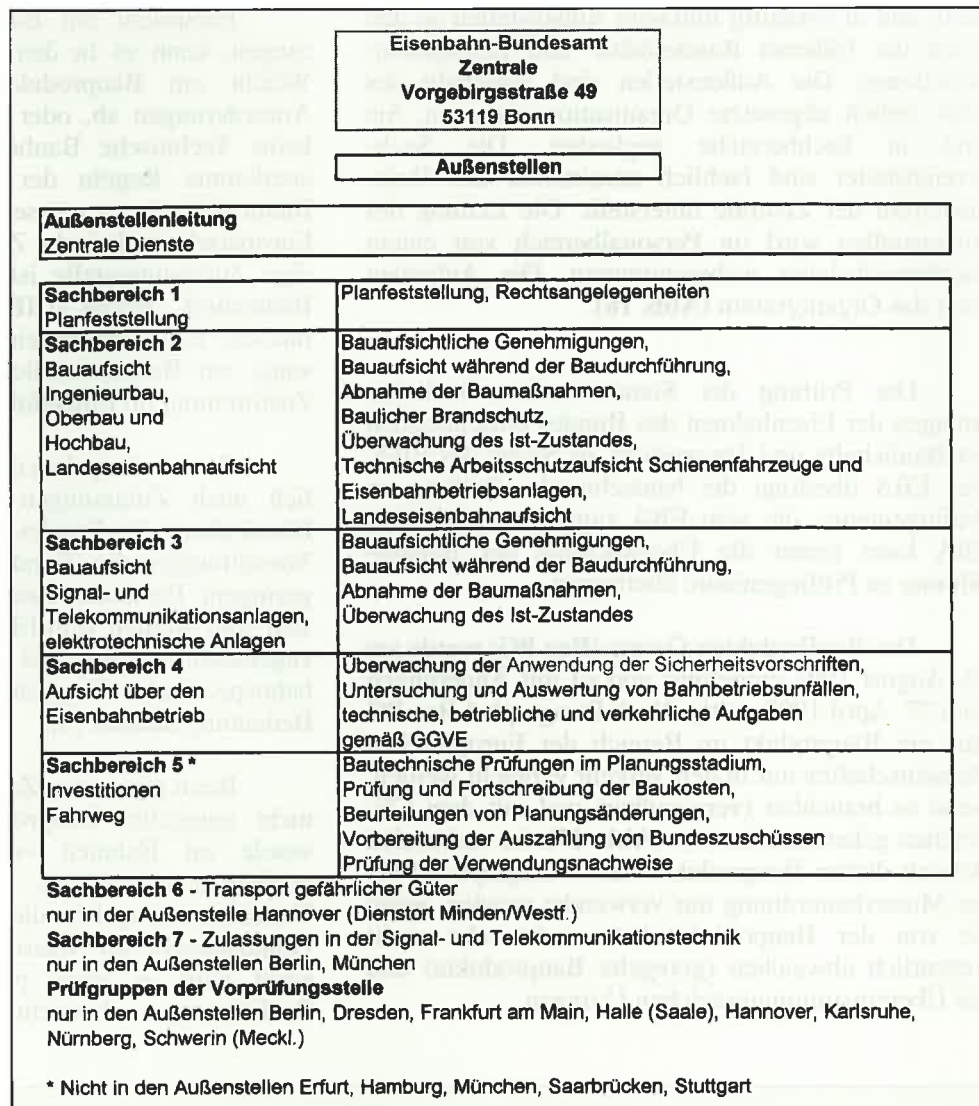 Eisenbahn-Bundesamt
Zentrale
Vorgebirgsstraße 49
53119 Bonn
Außenstellen
Außenstellenleitung
Zentrale Dienste
Sachbereich 1
Planfeststellung
Planfeststellung, Rechtsangelegenheiten
Sachbereich 2
Bauaufsicht
Ingenieurbau,
Oberbau und
Hochbau,
Landeseisenbahnaufsicht
Bauaufsichtliche Genehmigungen,
Bauaufsicht während der Baudurchführung,
Abnahme der Baumaßnahmen,
Baulicher Brandschutz,
Überwachung des Ist-Zustandes,
Technische Arbeitsschutzaufsicht Schienenfahrzeuge und
Eisenbahnbetriebsanlagen,
Landeseisenbahnaufsicht
Sachbereich 3
Bauaufsicht
Signal- und
Telekommunikationsanlagen,
elektrotechnische Anlagen
Bauaufsichtliche Genehmigungen,
Bauaufsicht während der Baudurchführung,
Abnahme der Baumaßnahmen,
Überwachung des Ist-Zustandes
Sachbereich 4
Aufsicht über den
Eisenbahnbetrieb
Überwachung der Anwendung der Sicherheitsvorschriften,
Untersuchung und Auswertung von Bahnbetriebsunfällen,
technische, betriebliche und verkehrliche Aufgaben
gemäß GGVE
Sachbereich 5 *
Investitionen
Fahrweg
Bautechnische Prüfungen im Planungsstadium,
Prüfung und Fortschreibung der Baukosten,
Beurteilungen von Planungsänderungen,
Vorbereitung der Auszahlung von Bundeszuschüssen
Prüfung der Verwendungsnachweise
Sachbereich 6 - Transport gefährlicher Güter
nur in der Außenstelle Hannover (Dienstort Minden/Westf.)
Sachbereich 7 - Zulassungen in der Signal- und Telekommunikationstechnik
nur in den Außenstellen Berlin, München
Prüfgruppen der Vorprüfungsstelle
nur in den Außenstellen Berlin, Dresden, Frankfurt am Main, Halle (Saale), Hannover, Karlsruhe,
Nürnberg, Schwerin (Meckl.)
* Nicht in den Außenstellen Erfurt, Hamburg, München, Saarbrücken, Stuttgart